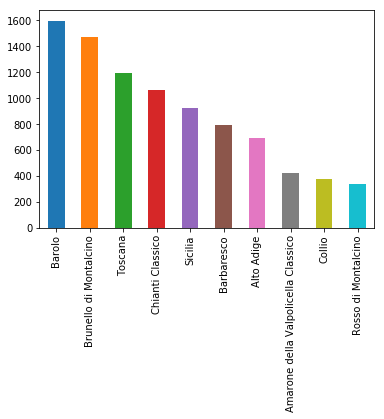 1600
1400
1200
1000
800
600
400
200
0
Barolo
Brunello di Montalcino
Toscana
Chianti Classico
Sicilia
Barbaresco
Alto Adige
Amarone della Valpolicella Classico
Collio
Rosso di Montalcino